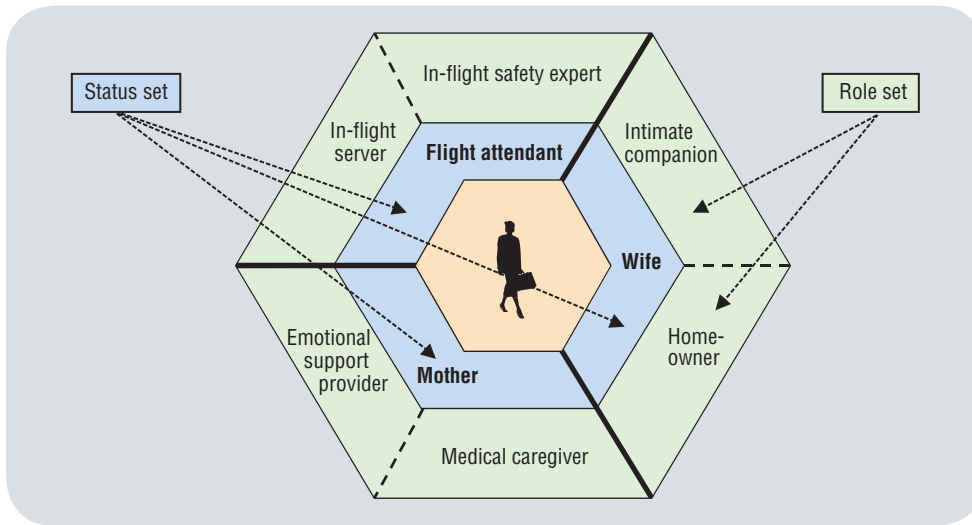 Status set
Role set
In-flight safety expert
In-flight
server
Flight attendant
Intimate
companion
Wife
Emotional
support
provider
Mother
Home-
owner
Medical caregiver